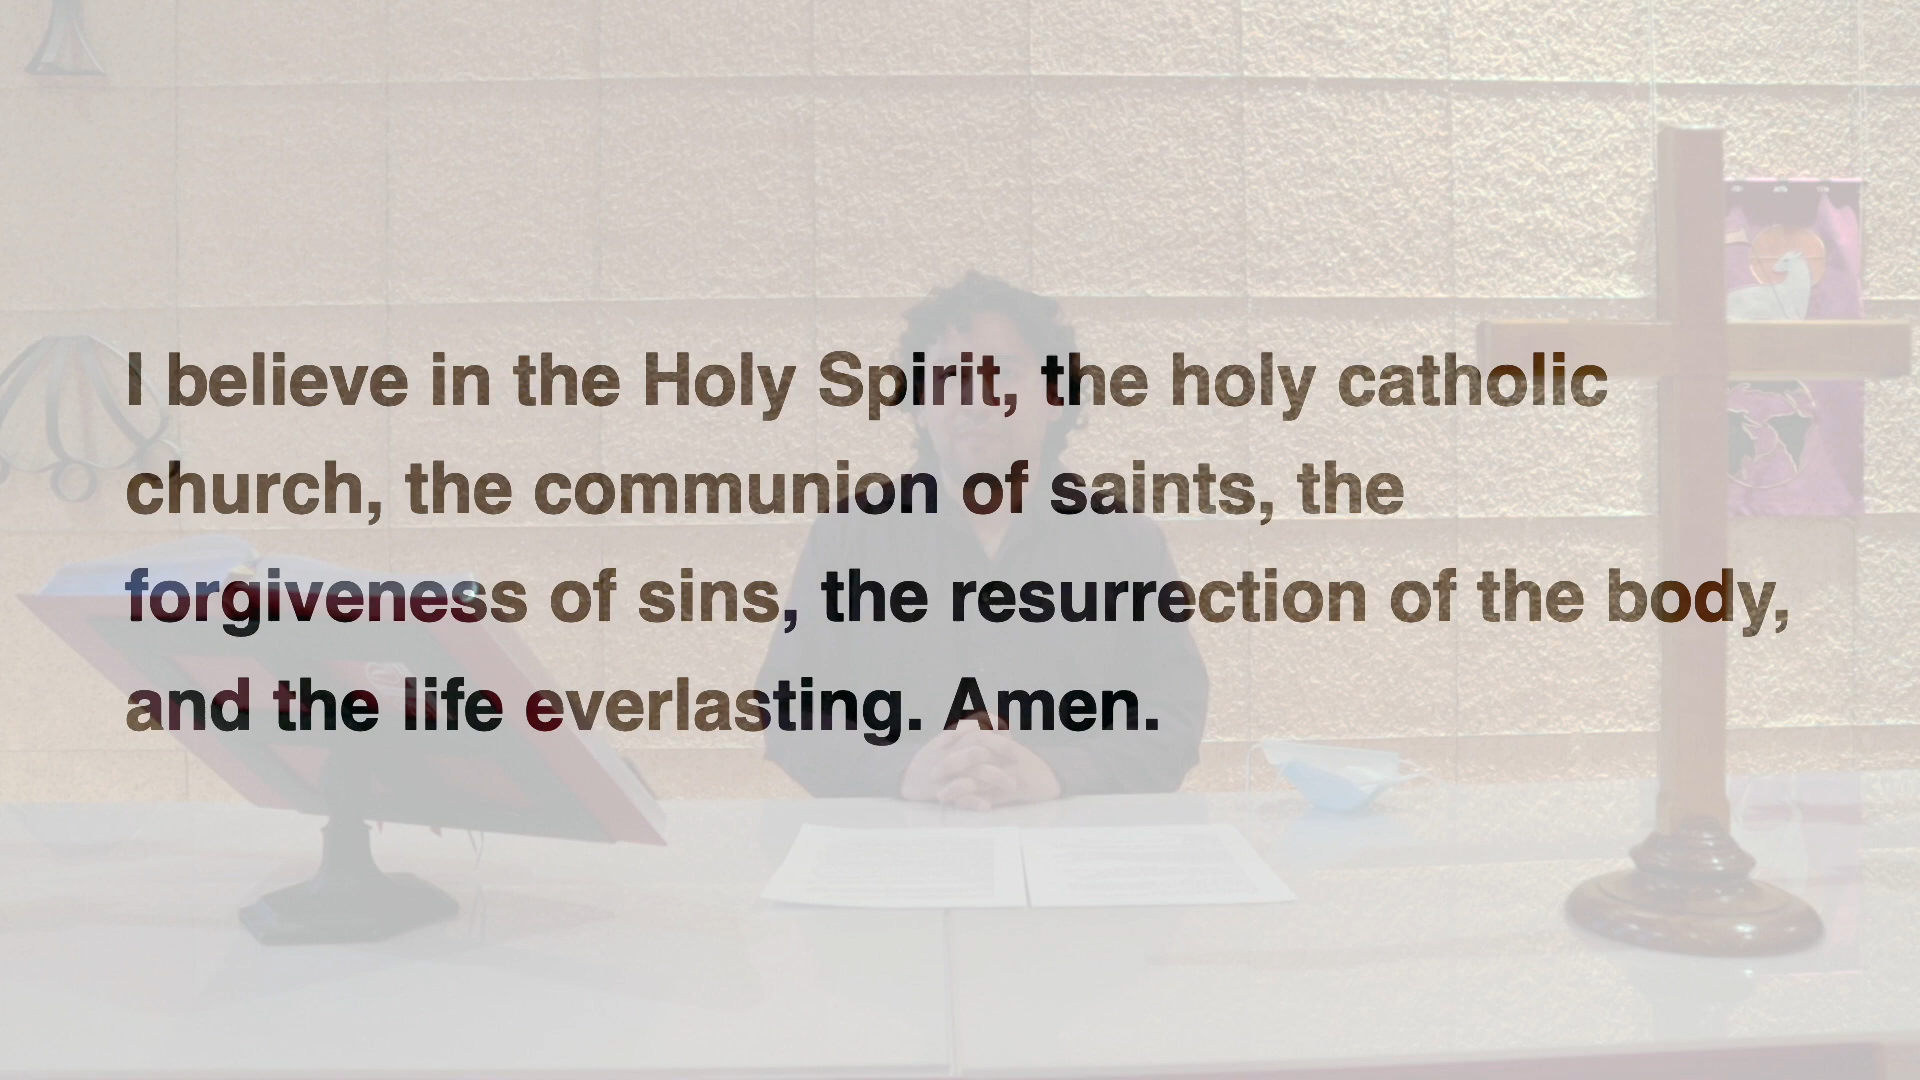 I believe in the Holy Spirit, the holy catholic
church, the communion of saints, the
forgiveness of sins, the resurrection of the body,
and the life everlasting. Amen.